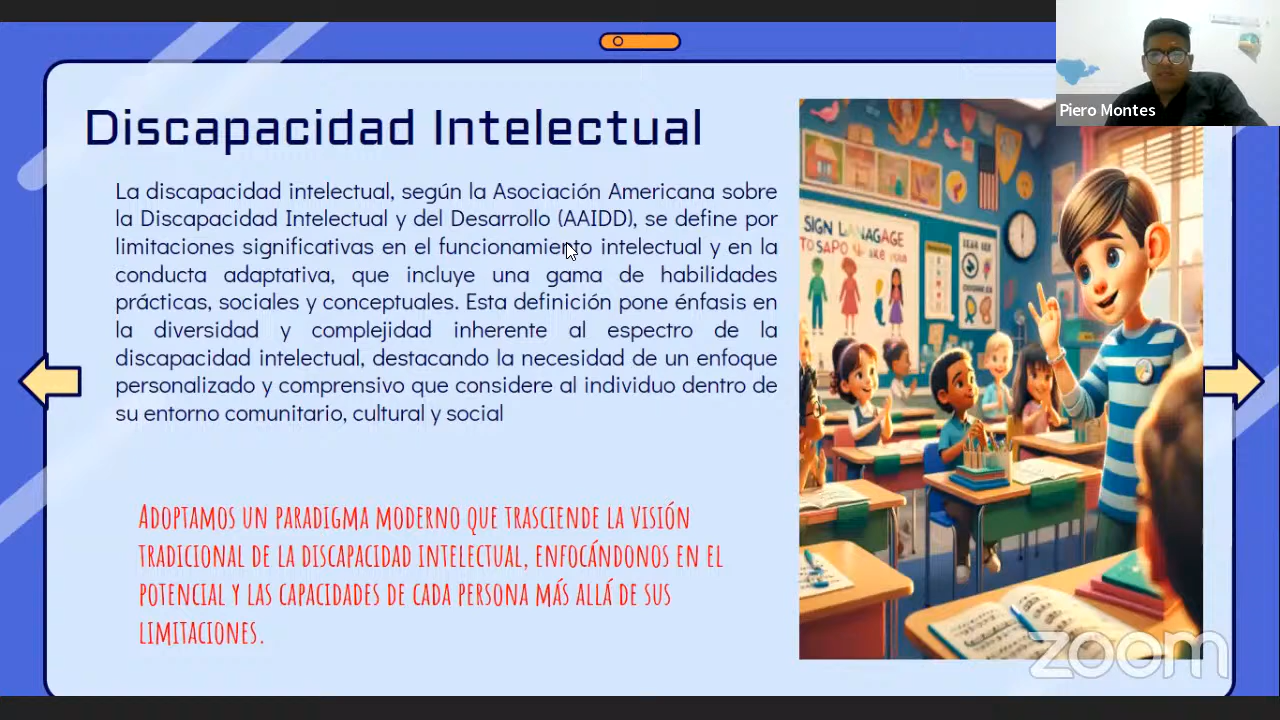 Piero Montes
Discapacidad Intelectual
La discapacidad intelectual, según la Asociación Americana sobre
la Discapacidad Intelectual y del Desarrollo (AAIDD), se define por
limitaciones significativas en el funcionamiento intelectual y en la
conducta adaptativa, que incluye una gama de habilidades
prácticas, sociales y conceptuales. Esta definición pone énfasis en
la diversidad y complejidad inherente al espectro de la
discapacidad intelectual, destacando la necesidad de un enfoque
personalizado y comprensivo que considere al individuo dentro de
su entorno comunitario, cultural y social
Adoptamos un paradigma moderno que trasciende la visión
tradicional de la discapacidad intelectual, enfocándonos en el
potencial y las capacidades de cada persona más allá de sus
limitaciones.
SIGN LANAGAGE
TO SAPO
zoom